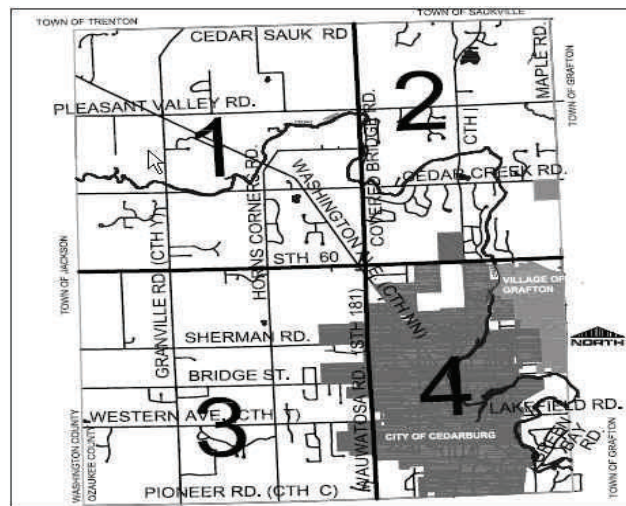 TOWN OF TRENTON
TOWN OF SAUKVILLE
CEDAR SAUK RD
MAPLE RD.
TOWN OF GRAFTON
PLEASANT VALLEY RD.
1
2
CTH I
COVERED BRIDGE RD.
CEDAR CREEK RD.
WASHINGTON AVE. (CTH NN)
HORNS CORNERS RD.
GRANVILLE RD (CTH Y)
STH 60
TOWN OF JACKSON
VILLAGE OF
GRAFTON
NORTH
SHERMAN RD.
(STH 181)
BRIDGE ST.
WAUWATOSA RD.
4
LAKEFIELD RD.
WESTERN AVE. (CTH T)
3
CITY OF CEDARBURG
GREEN
BAY
RD.
WASHINGTON COUNTY
OZAUKEE COUNTY
TOWN OF GRAFTON
PIONEER RD. (CTH C)